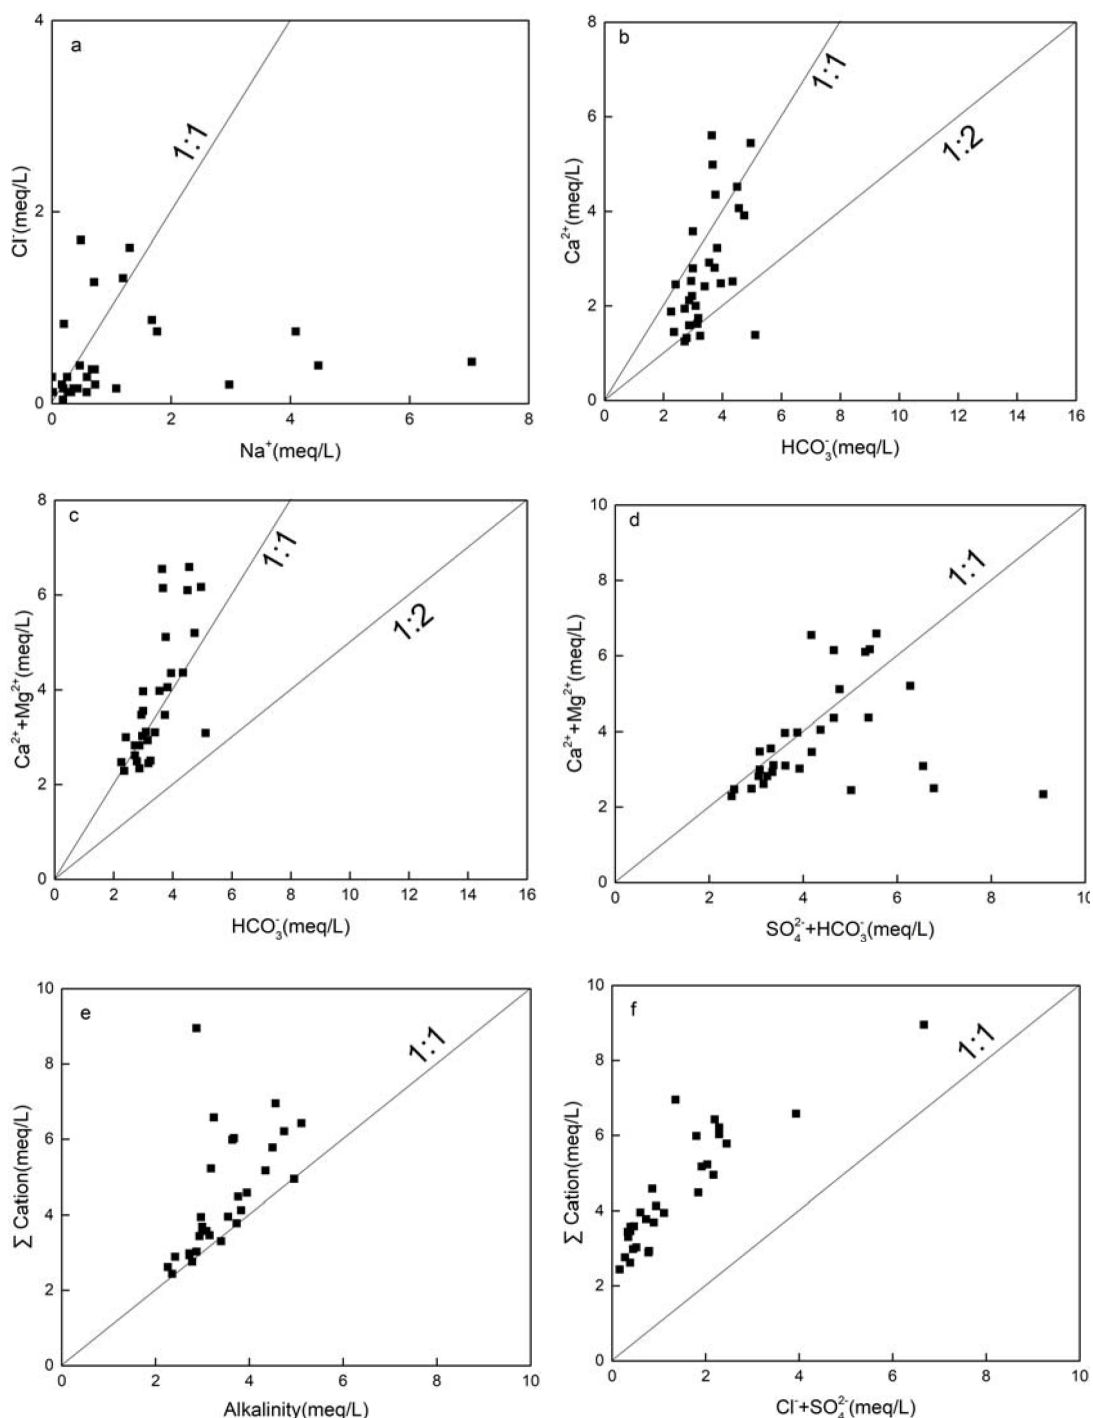 a
4
2
0
0 2 4 6 8
Cl⁻(meq/L)
Na⁺(meq/L)
1:1
b
8
6
4
2
0
0 2 4 6 8 10 12 14 16
Ca²⁺(meq/L)
HCO₃⁻(meq/L)
1:1
1:2
c
8
6
4
2
0
0 2 4 6 8 10 12 14 16
Ca²⁺+Mg²⁺(meq/L)
HCO₃⁻(meq/L)
1:1
1:2
d
10
8
6
4
2
0
0 2 4 6 8 10
Ca²⁺+Mg²⁺(meq/L)
SO₄²⁻+HCO₃⁻(meq/L)
1:1
e
10
8
6
4
2
0
0 2 4 6 8 10
∑ Cation(meq/L)
Alkalinity(meq/L)
1:1
f
10
8
6
4
2
0
0 2 4 6 8 10
∑ Cation(meq/L)
Cl⁻+SO₄²⁻(meq/L)
1:1